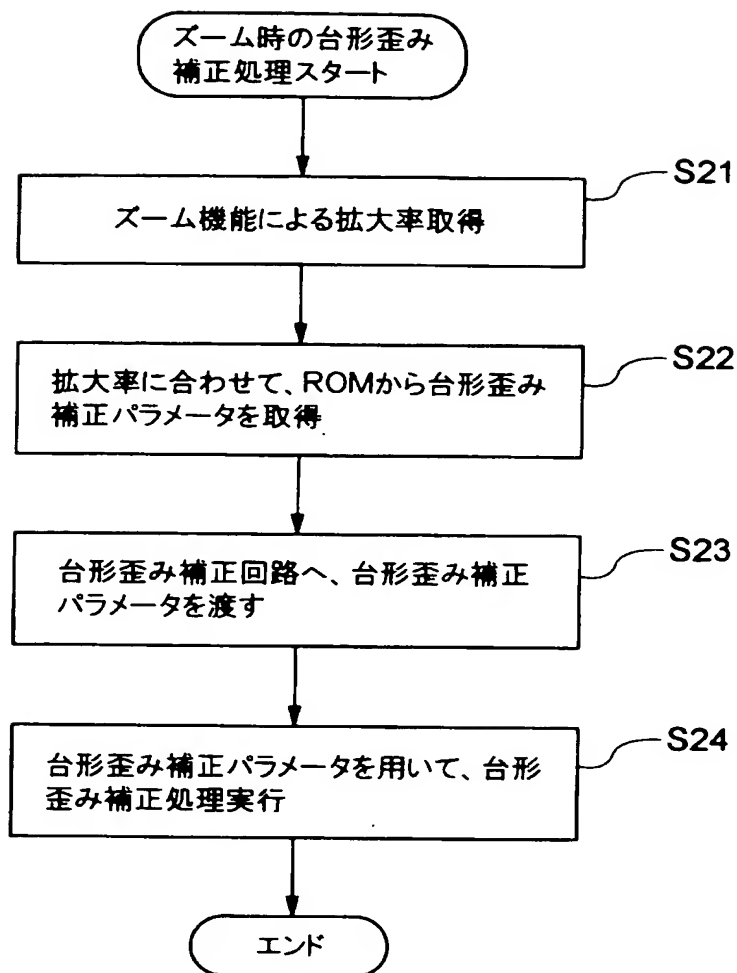 ズーム時の台形歪み
補正処理スタート
S21
ズーム機能による拡大率取得
S22
拡大率に合わせて、ROMから台形歪み
補正パラメータを取得
S23
台形歪み補正回路へ、台形歪み補正
パラメータを渡す
S24
台形歪み補正パラメータを用いて、台形
歪み補正処理実行
エンド